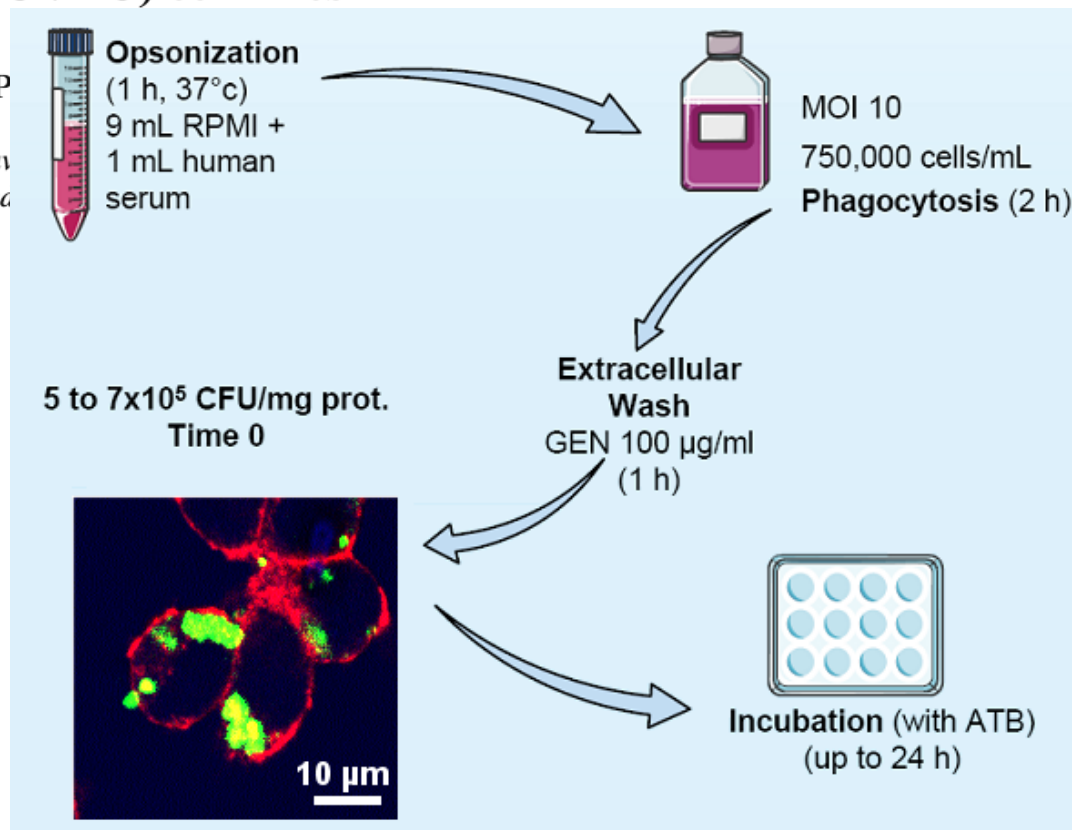 Opsonization
(1 h, 37°c)
9 mL RPMI +
1 mL human
serum
MOI 10
750,000 cells/mL
Phagocytosis (2 h)
Extracellular
Wash
GEN 100 µg/ml
(1 h)
5 to 7x10⁵ CFU/mg prot.
Time 0
10 µm
Incubation (with ATB)
(up to 24 h)